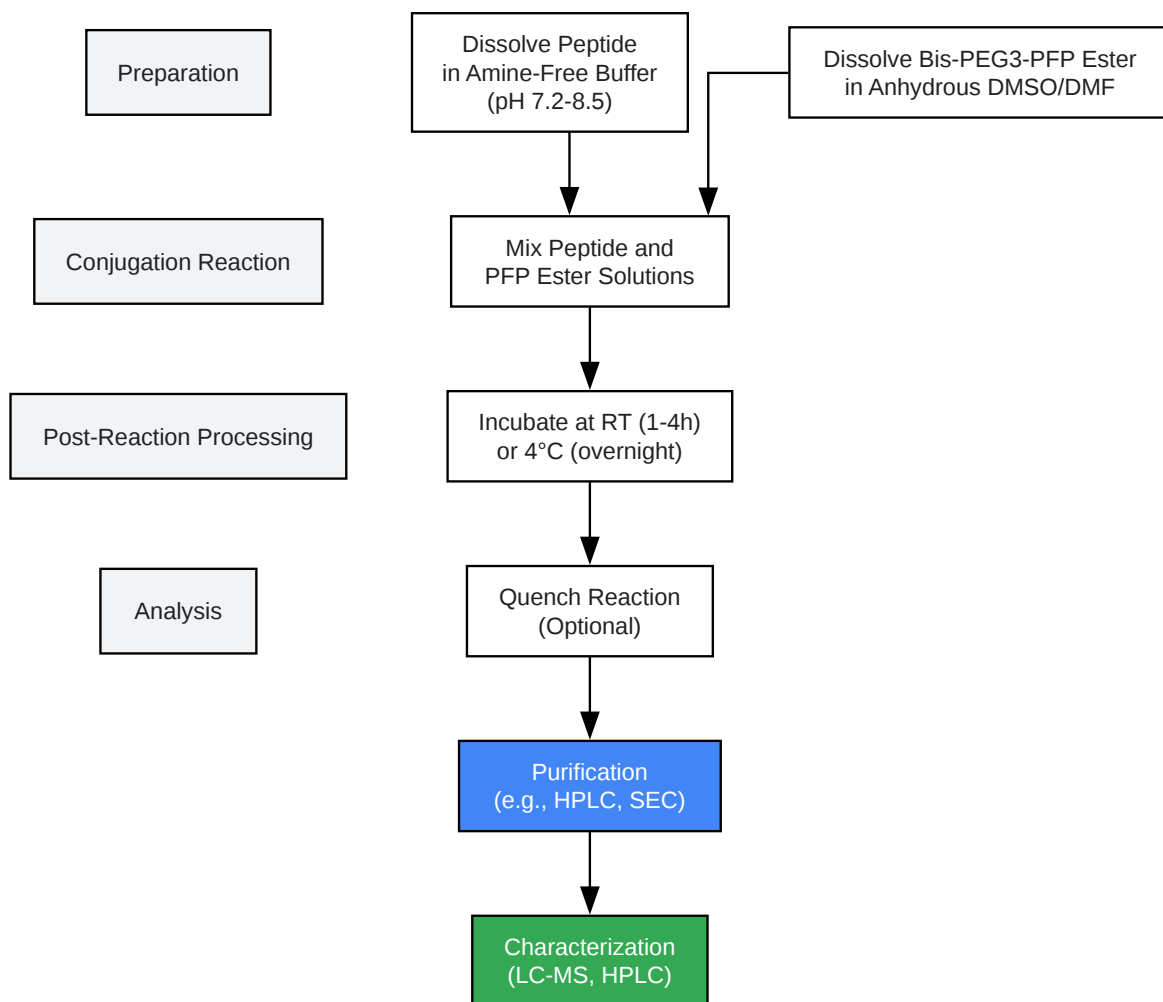 Preparation
Dissolve Peptide
in Amine-Free Buffer
(pH 7.2-8.5)
Dissolve Bis-PEG3-PFP Ester
in Anhydrous DMSO/DMF
Conjugation Reaction
Mix Peptide and
PFP Ester Solutions
Post-Reaction Processing
Incubate at RT (1-4h)
or 4°C (overnight)
Analysis
Quench Reaction
(Optional)
Purification
(e.g., HPLC, SEC)
Characterization
(LC-MS, HPLC)